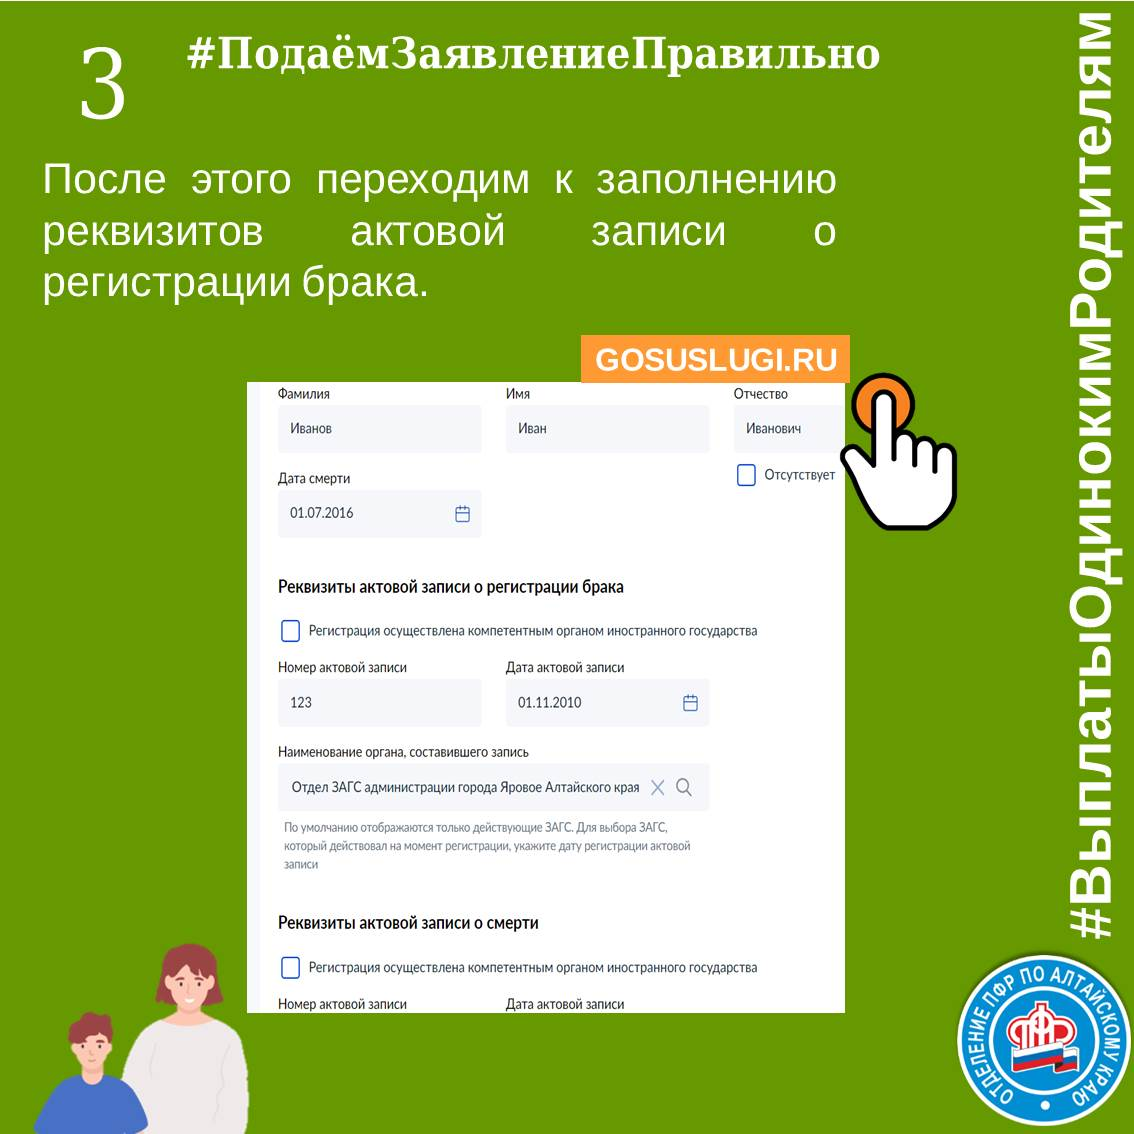 3
#ПодаёмЗаявлениеПравильно
После этого переходим к заполнению
реквизитов актовой записи о
регистрации брака.
GOSUSLUGI.RU
Фамилия Имя Отчество
Иванов Иван Иванович
Отсутствует
Дата смерти
01.07.2016
Реквизиты актовой записи о регистрации брака
Регистрация осуществлена компетентным органом иностранного государства
Номер актовой записи Дата актовой записи
123 01.11.2010
Наименование органа, составившего запись
Отдел ЗАГС администрации города Яровое Алтайского края
По умолчанию отображаются только действующие ЗАГС. Для выбора ЗАГС,
который действовал на момент регистрации, укажите дату регистрации актовой
записи
Реквизиты актовой записи о смерти
Регистрация осуществлена компетентным органом иностранного государства
Номер актовой записи Дата актовой записи
#ВыплатыОдинокимРодителям
ОТДЕЛЕНИЕ ПФР ПО АЛТАЙСКОМУ КРАЮ
ПФР